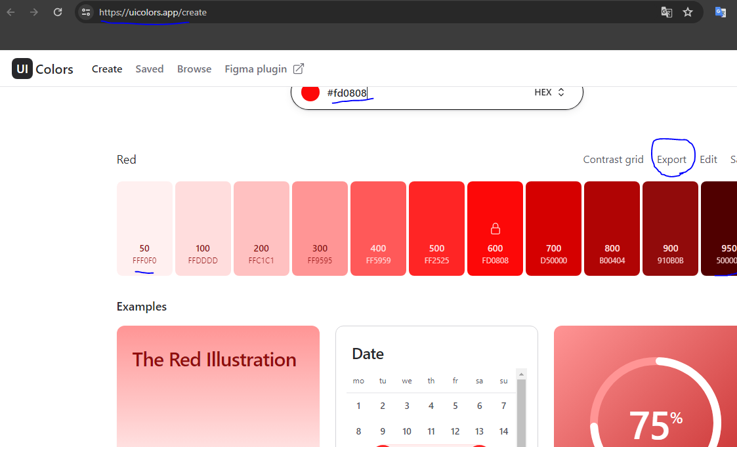 https://uicolors.app/create
UI Colors Create Saved Browse Figma plugin
#fd0808 HEX
Red Contrast grid Export Edit
50 100 200 300 400 500 600 700 800 900 950
FFF0F0 FFDDDD FFC1C1 FF9595 FF5959 FF2525 FD0808 D50000 B00404 910B0B 50000
Examples
The Red Illustration
Date
mo tu we th fr sa su
1 2 3 4 5 6 7
8 9 10 11 12 13 14
75%